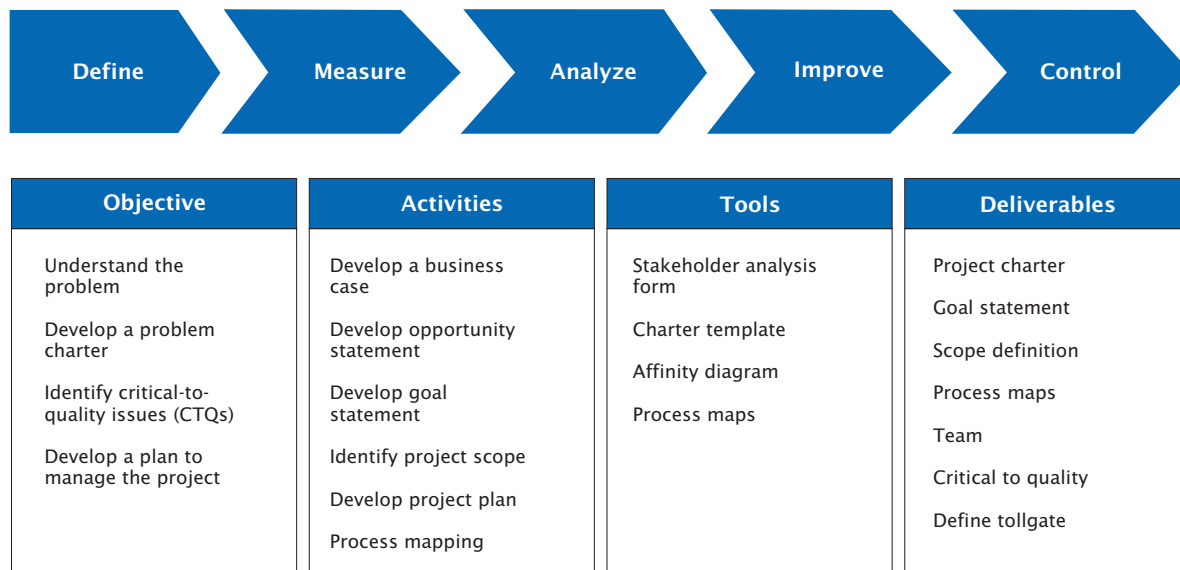 Define
Measure
Analyze
Improve
Control
Objective
Understand the
problem
Develop a problem
charter
Identify critical-to-
quality issues (CTQs)
Develop a plan to
manage the project
Activities
Develop a business
case
Develop opportunity
statement
Develop goal
statement
Identify project scope
Develop project plan
Process mapping
Tools
Stakeholder analysis
form
Charter template
Affinity diagram
Process maps
Deliverables
Project charter
Goal statement
Scope definition
Process maps
Team
Critical to quality
Define tollgate